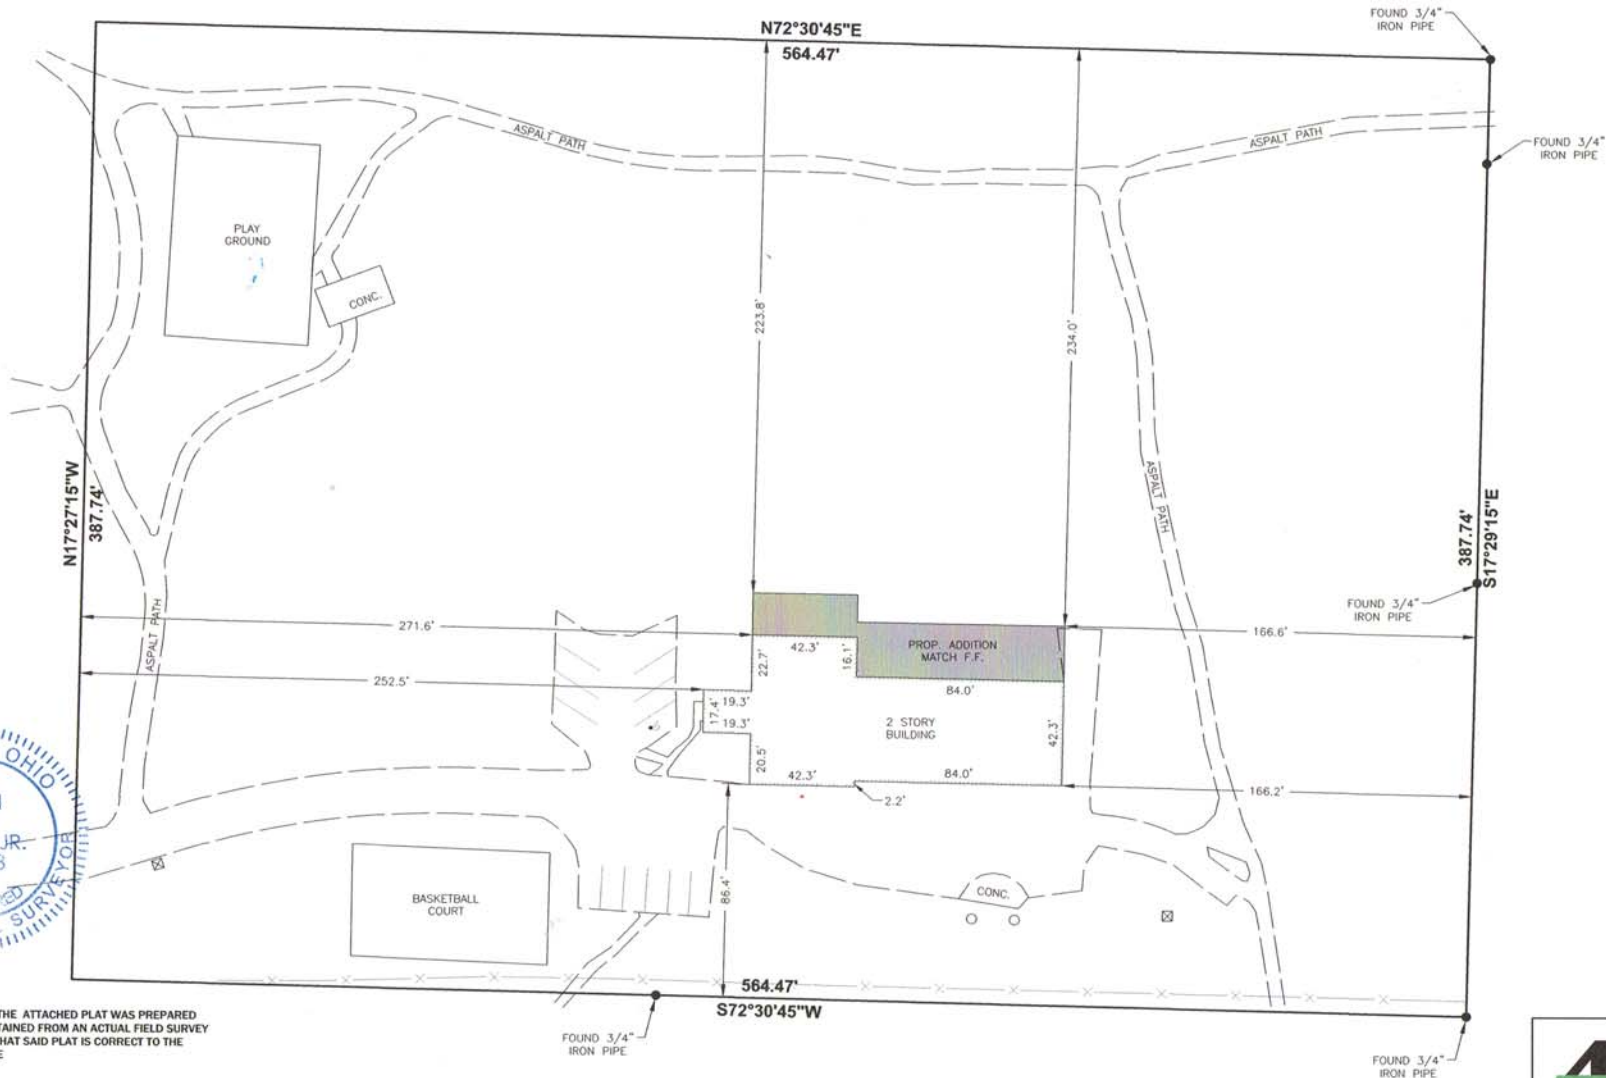 FOUND 3/4"
IRON PIPE
N72°30'45"E
564.47'
FOUND 3/4"
IRON PIPE
ASPALT PATH
ASPALT PATH
PLAY
GROUND
CONC.
223.8'
234.0'
N17°27'15"W
387.74'
ASPALT PATH
387.74'
S17°29'15"E
FOUND 3/4"
IRON PIPE
ASPALT PATH
271.6'
166.6'
42.3'
22.7'
16.1'
PROP. ADDITION
MATCH F.F.
252.5'
84.0'
19.3'
17.4'
19.3'
2 STORY
BUILDING
42.3'
20.5'
42.3'
84.0'
2.2'
166.2'
OHIO
JR.
SURVEYOR
86.4'
BASKETBALL
COURT
CONC.
564.47'
S72°30'45"W
THE ATTACHED PLAT WAS PREPARED
TAINED FROM AN ACTUAL FIELD SURVEY
HAT SAID PLAT IS CORRECT TO THE
FOUND 3/4"
IRON PIPE
FOUND 3/4"
IRON PIPE